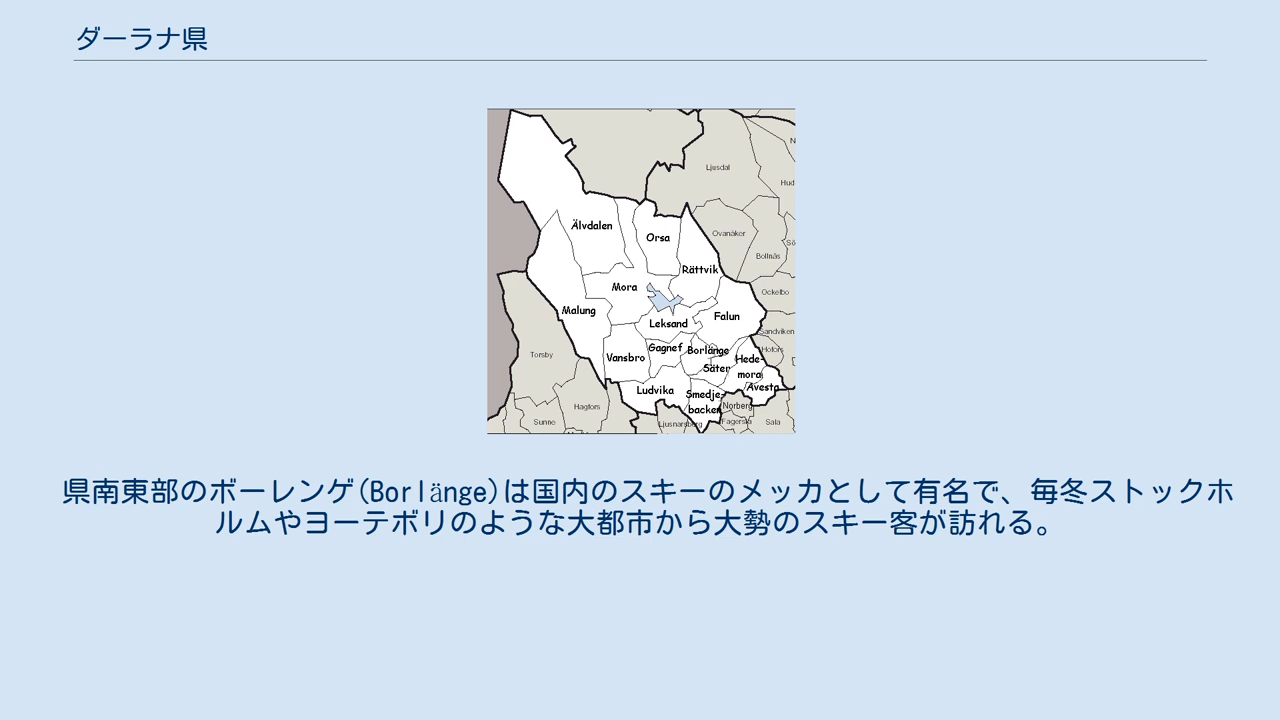 ダーラナ県
Ljusdal
Hud
Älvdalen
Orsa
Ovanåker
Bollnäs
Rättvik
Mora
Ockelbo
Malung
Leksand
Falun
Sandviken
Hofors
Torsby
Vansbro
Gagnef
Borlänge
Säter
Hede-
mora
Avesta
Ludvika
Smedje-
backen
Norberg
Hagfors
Sunne
Ljusnarsberg
Fagersta
Sala
県南東部のボーレンゲ(Borlänge)は国内のスキーのメッカとして有名で、毎冬ストックホ
ルムやヨーテボリのような大都市から大勢のスキー客が訪れる。